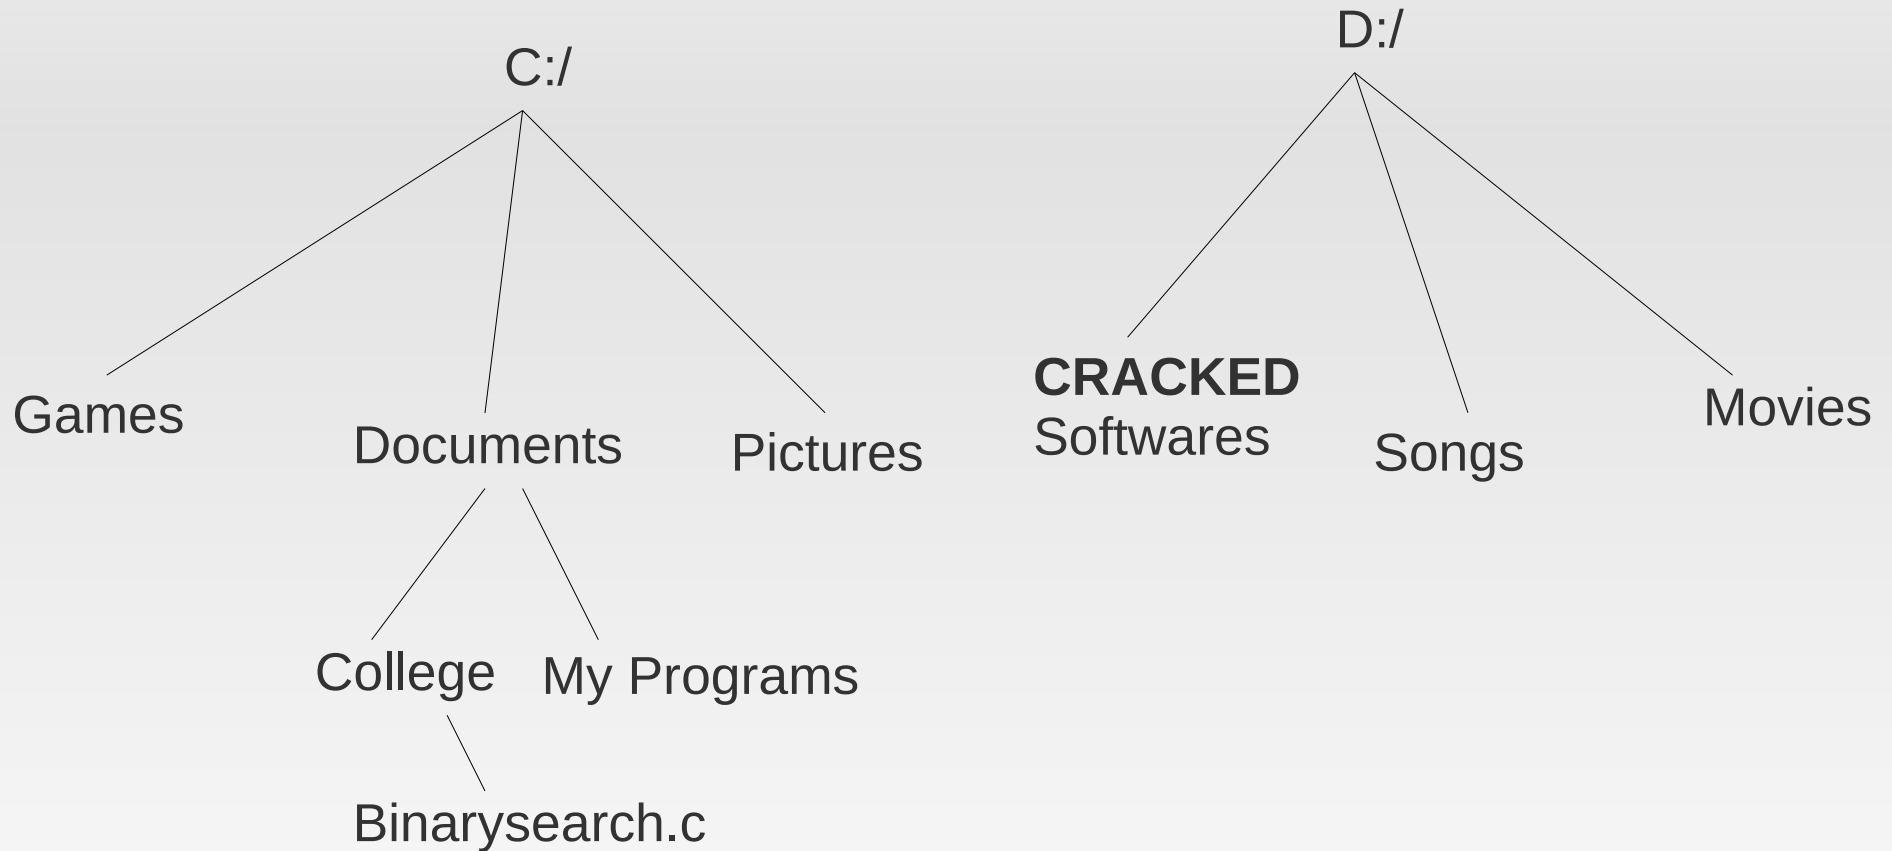 C:/
D:/
Games
Documents
Pictures
CRACKED
Softwares
Songs
Movies
College
My Programs
Binarysearch.c